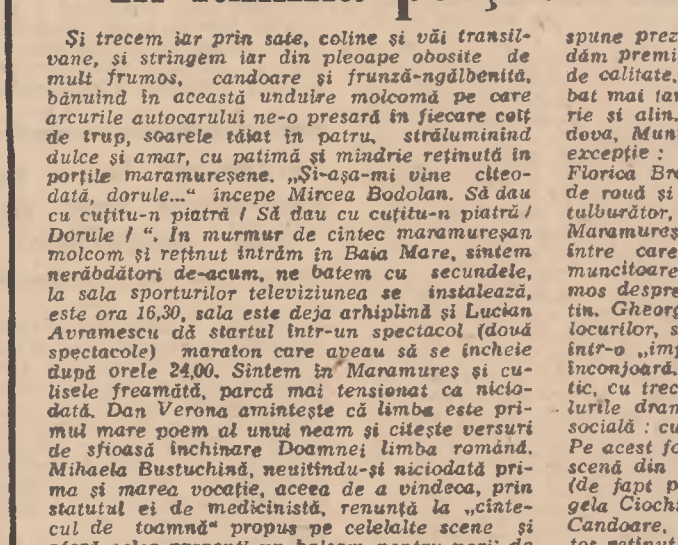 Și trecem iar prin sate, coline și văi transil-
vane, și strîngem iar din pleoape obosite de
mult frumos, candoare și frunză-ngălbenită,
bănuind în această unduire molcomă pe care
arcurile autocarului ne-o presară în fiecare colț
de trup, soarele tăiat în patru, străluminînd
dulce și amar, cu patimă și mîndrie reținută în
porțile maramureșene. „Și-așa-mi vine cîteo-
dată, dorule...“ începe Mircea Bodolan. Să dau
cu cuțitu-n piatră ! Să dau cu cuțitu-n piatră !
Dorule ! “. În murmur de cîntec maramureșan
molcom și reținut intrăm în Baia Mare, sîntem
nerăbdători de-acum, ne batem cu secundele,
la sala sporturilor televiziunea se instalează,
este ora 16,30, sala este deja arhiplină și Lucian
Avramescu dă startul într-un spectacol (două
spectacole) maraton care aveau să se încheie
după orele 24,00. Sîntem în Maramureș și cu-
lisele freamătă, parcă mai tensionat ca nicio-
dată. Dan Verona amintește că limba este pri-
mul mare poem al unui neam și citește versuri
de sfioasă închinare Doamnei limba română.
Mihaela Bustuchină, neuitîndu-și niciodată pri-
ma și marea vocație, aceea de a vindeca, prin
statutul ei de medicinistă, renunță la „cînte-
cul de toamnă“ propus pe celelalte scene și
spune prez
dăm premi
de calitate,
bat mai tar
rie și alin.
dova, Mun
excepție :
Florica Br
de rouă și
tulburător,
Maramureș
între care
muncitoare
mos despre
tin. Gheorg
locurilor, s
într-o „imp
înconjoară.
tic, cu trec
lurile dram
socială : cu
Pe acest fo
scenă din
(de fapt p
gela Ciochi
Candoare,